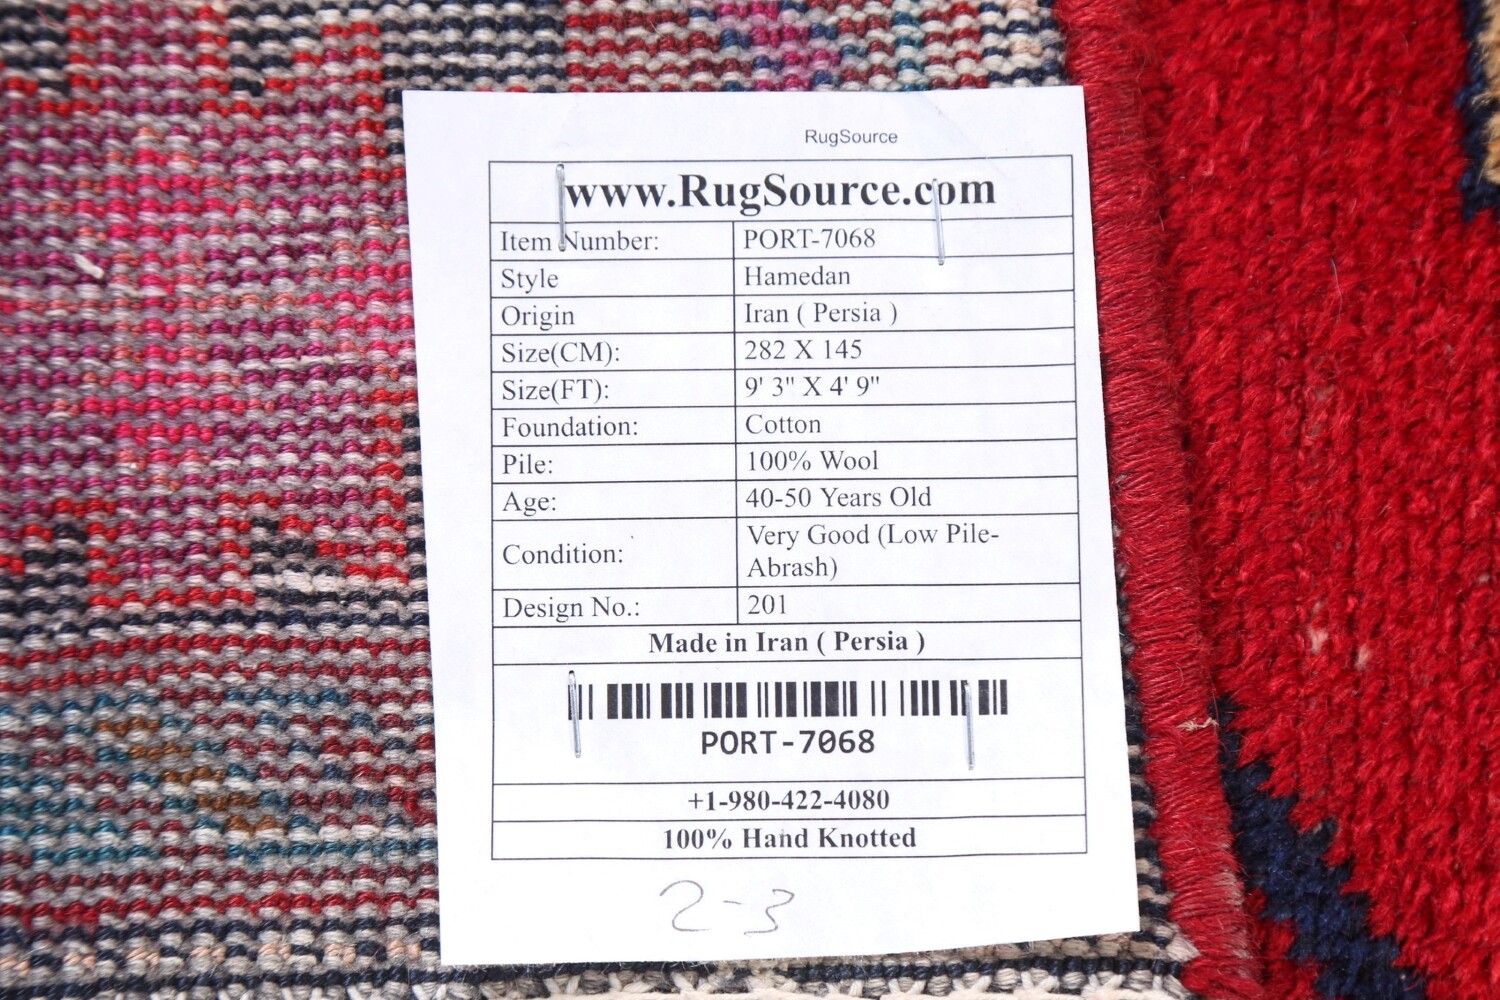 RugSource
www.RugSource.com
Item Number: PORT-7068
Style Hamedan
Origin Iran ( Persia )
Size(CM): 282 X 145
Size(FT): 9' 3" X 4' 9"
Foundation: Cotton
Pile: 100% Wool
Age: 40-50 Years Old
Condition: Very Good (Low Pile-
Abrash)
Design No.: 201
Made in Iran ( Persia )
PORT-7068
+1-980-422-4080
100% Hand Knotted
2-3